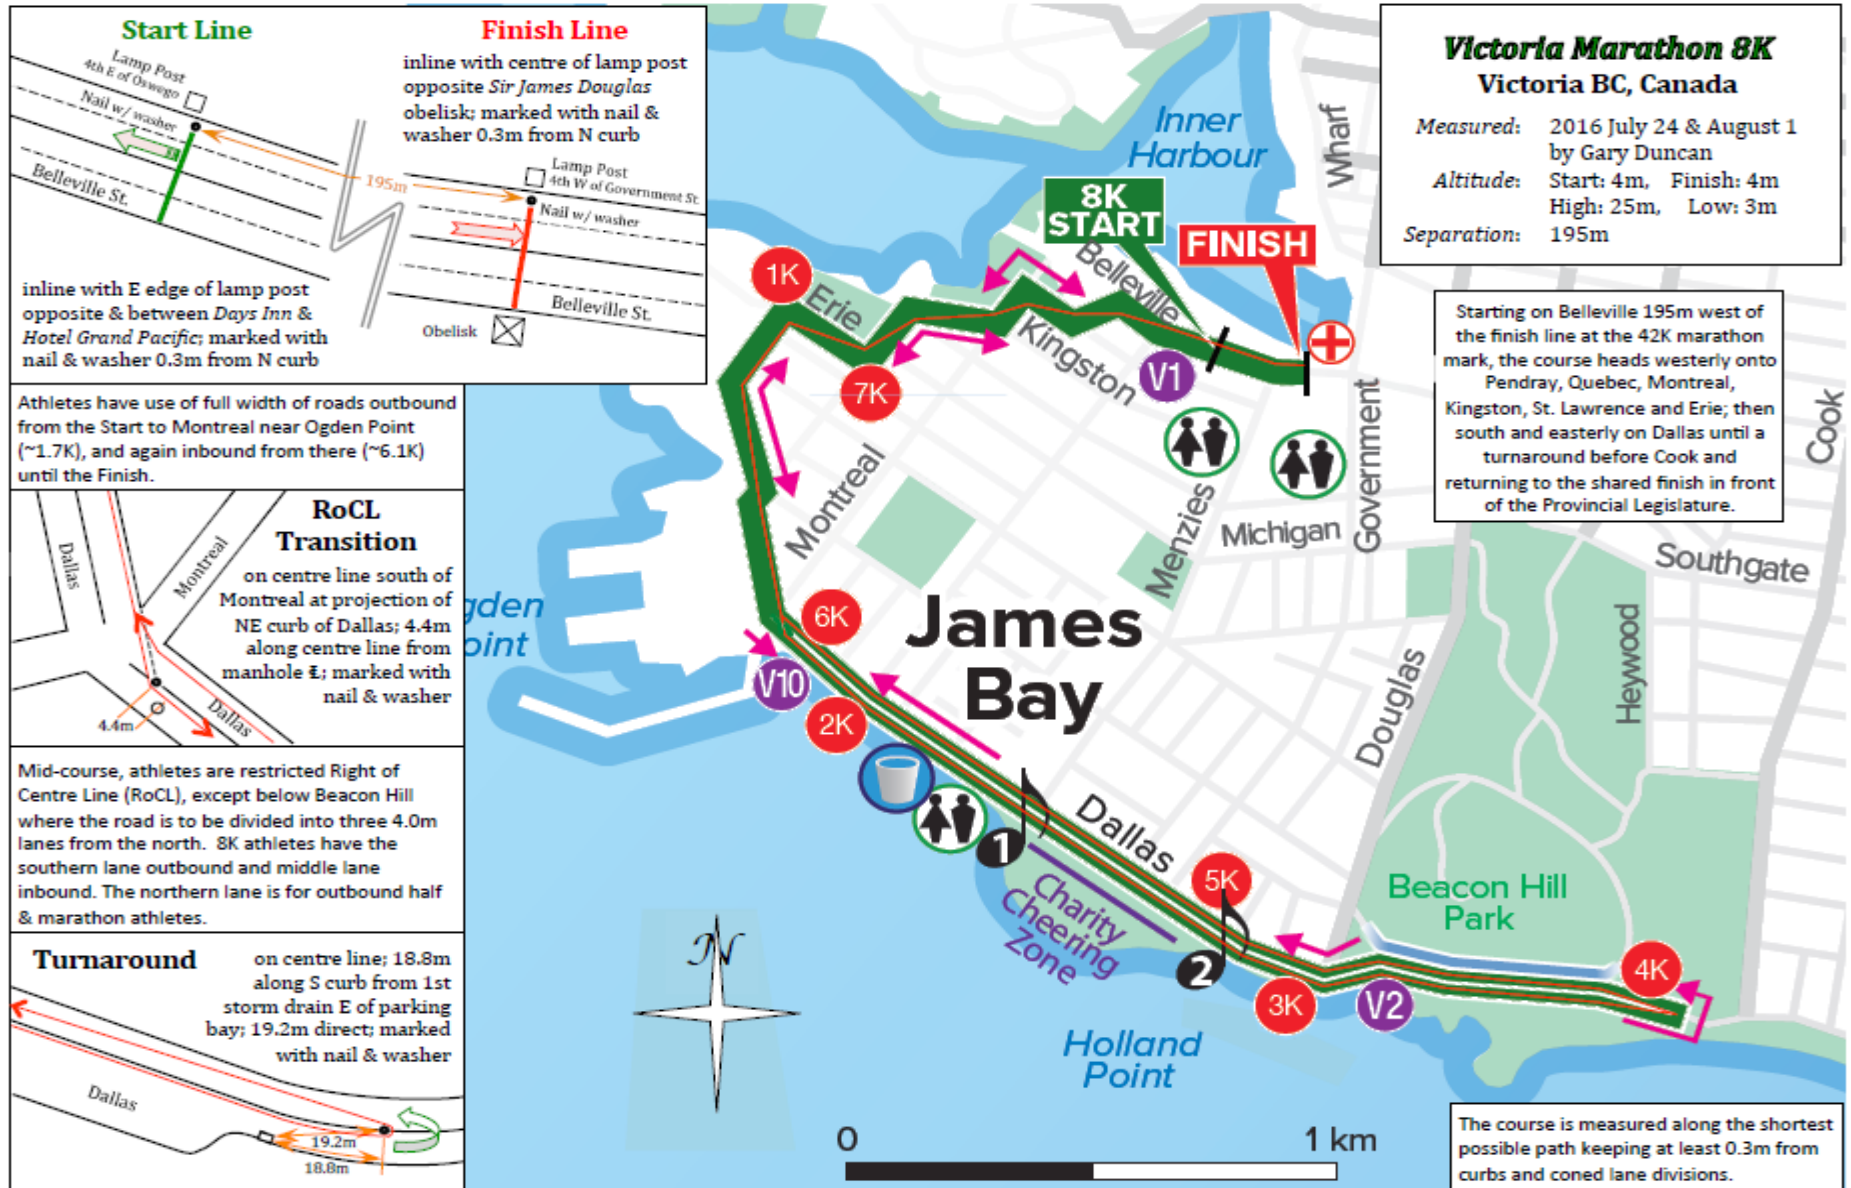 Start Line
Lamp Post
4th E of Oswego
Nail w/ washer
Belleville St.
195m
inline with E edge of lamp post
opposite & between Days Inn &
Hotel Grand Pacific; marked with
nail & washer 0.3m from N curb
Finish Line
inline with centre of lamp post
opposite Sir James Douglas
obelisk; marked with nail &
washer 0.3m from N curb
Lamp Post
4th W of Government St.
Nail w/ washer
Belleville St.
Obelisk
Athletes have use of full width of roads outbound
from the Start to Montreal near Ogden Point
(~1.7K), and again inbound from there (~6.1K)
until the Finish.
RoCL
Transition
on centre line south of
Montreal at projection of
NE curb of Dallas; 4.4m
along centre line from
manhole ℄; marked with
nail & washer
Dallas
Montreal
Dallas
4.4m
Mid-course, athletes are restricted Right of
Centre Line (RoCL), except below Beacon Hill
where the road is to be divided into three 4.0m
lanes from the north. 8K athletes have the
southern lane outbound and middle lane
inbound. The northern lane is for outbound half
& marathon athletes.
Turnaround
on centre line; 18.8m
along S curb from 1st
storm drain E of parking
bay; 19.2m direct; marked
with nail & washer
Dallas
19.2m
18.8m
Victoria Marathon 8K
Victoria BC, Canada
Measured: 2016 July 24 & August 1
by Gary Duncan
Altitude: Start: 4m, Finish: 4m
High: 25m, Low: 3m
Separation: 195m
Starting on Belleville 195m west of
the finish line at the 42K marathon
mark, the course heads westerly onto
Pendray, Quebec, Montreal,
Kingston, St. Lawrence and Erie; then
south and easterly on Dallas until a
turnaround before Cook and
returning to the shared finish in front
of the Provincial Legislature.
Inner
Harbour
Wharf
8K
START
FINISH
Belleville
1K
Erie
Kingston
V1
7K
Montreal
Menzies
Michigan
Government
Cook
Southgate
Heywood
Douglas
gden
oint
6K
James
Bay
V10
2K
1
Dallas
Charity
Cheering
Zone
5K
2
3K
V2
4K
Beacon Hill
Park
Holland
Point
N
0
1 km
The course is measured along the shortest
possible path keeping at least 0.3m from
curbs and coned lane divisions.